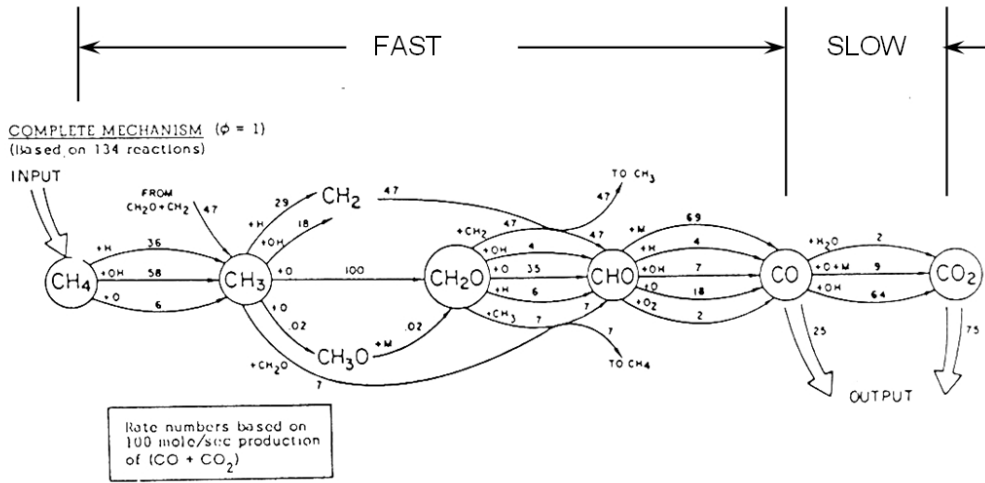 FAST
SLOW
COMPLETE MECHANISM (ϕ = 1)
(Based on 134 reactions)
INPUT
FROM
CH2O+CH2
47
+H
36
+OH
58
+O
6
CH4
CH3
+H
29
+OH
18
CH2
47
+O
100
+O
.02
CH3O
+M
.02
+CH2O
7
CH2O
+CH2
47
+OH
4
+O
35
+H
6
+CH3
7
47
TO CH3
47
7
7
TO CH4
CHO
+M
69
+H
4
+OH
7
+O
18
+O2
2
CO
+H2O
2
+O+M
9
+OH
64
CO2
25
75
OUTPUT
Rate numbers based on
100 mole/sec production
of (CO + CO2)